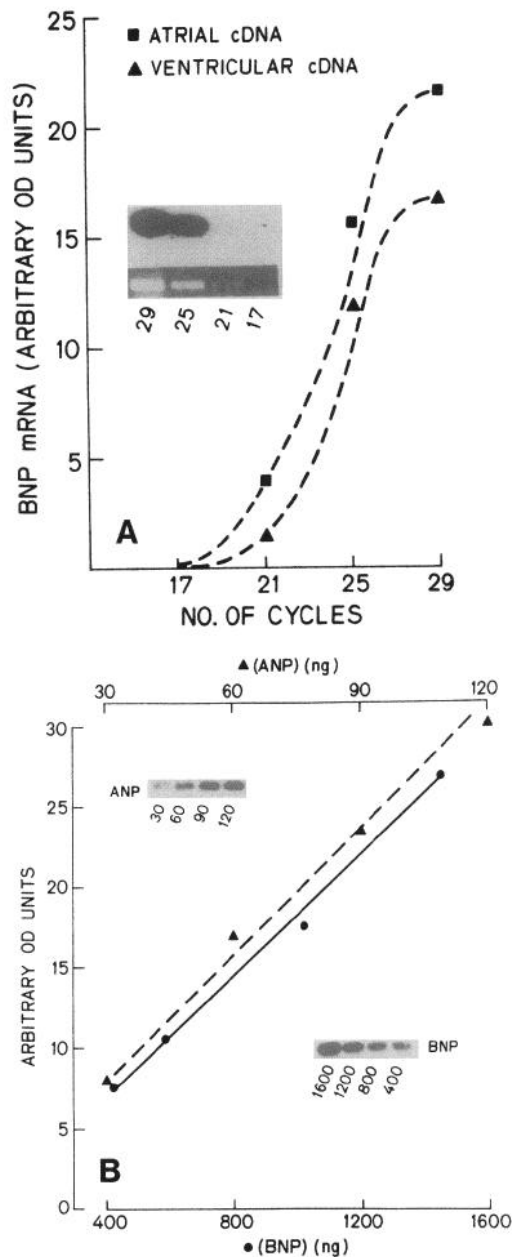 25
■ ATRIAL cDNA
▲ VENTRICULAR cDNA
20
15
10
5
BNP mRNA (ARBITRARY OD UNITS)
29 25 21 17
A
17 21 25 29
NO. OF CYCLES
▲ (ANP) (ng)
30 60 90 120
30
25
20
15
10
5
0
ARBITRARY OD UNITS
ANP
30 60 90 120
BNP
1600 1200 800 400
B
400 800 1200 1600
● (BNP) (ng)